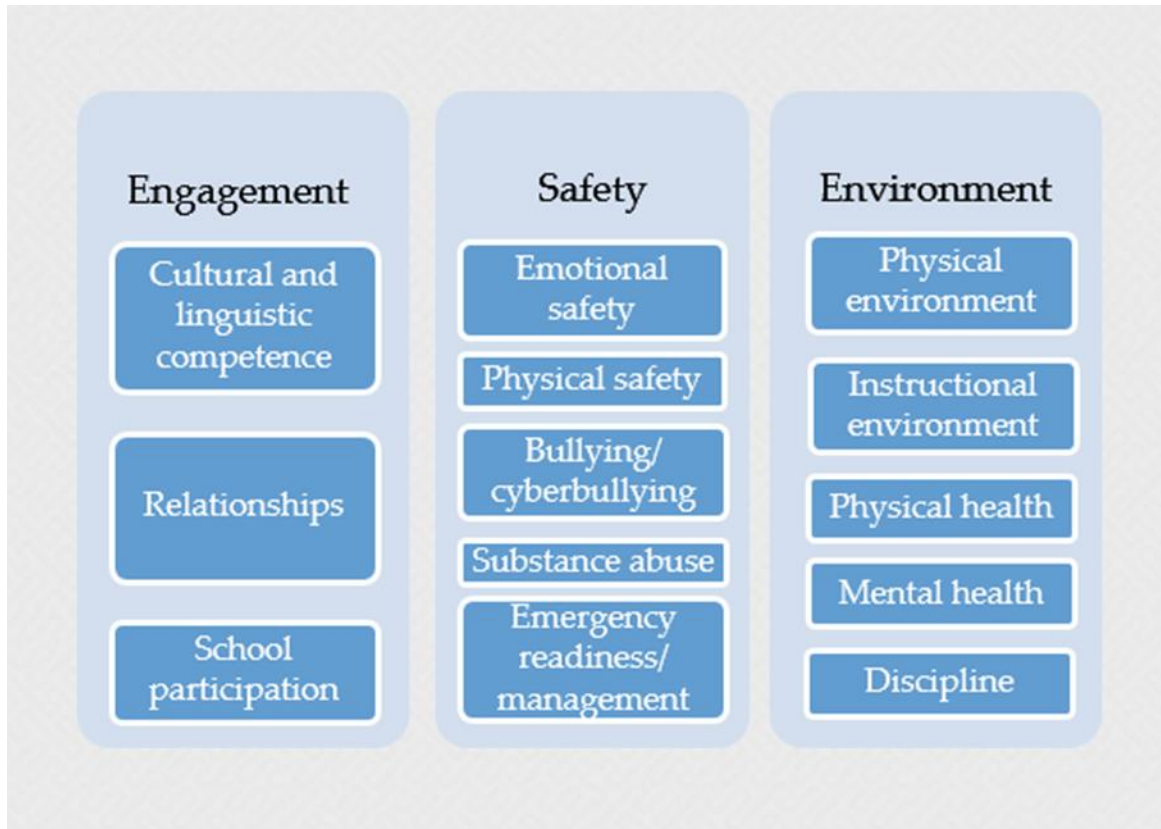 Engagement
Cultural and
linguistic
competence
Relationships
School
participation
Safety
Emotional
safety
Physical safety
Bullying/
cyberbullying
Substance abuse
Emergency
readiness/
management
Environment
Physical
environment
Instructional
environment
Physical health
Mental health
Discipline